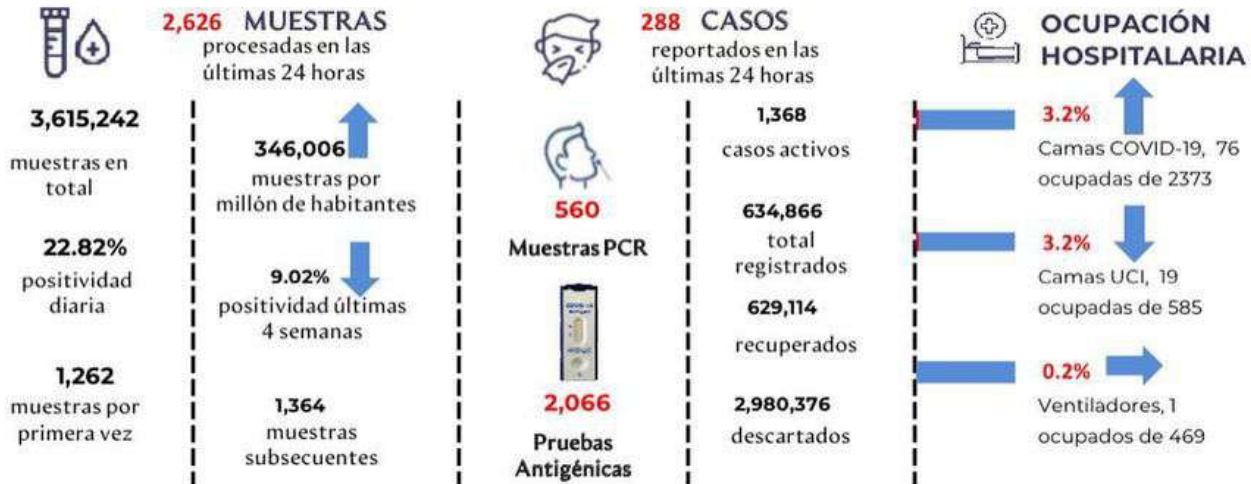 2,626 MUESTRAS
procesadas en las
últimas 24 horas
3,615,242
muestras en
total
22.82%
positividad
diaria
1,262
muestras por
primera vez
346,006
muestras por
millón de habitantes
9.02%
positividad últimas
4 semanas
1,364
muestras
subsecuentes
288 CASOS
reportados en las
últimas 24 horas
560
Muestras PCR
2,066
Pruebas
Antigénicas
1,368
casos activos
634,866
total
registrados
629,114
recuperados
2,980,376
descartados
OCUPACIÓN
HOSPITALARIA
3.2%
Camas COVID-19, 76
ocupadas de 2373
3.2%
Camas UCI, 19
ocupadas de 585
0.2%
Ventiladores, 1
ocupados de 469